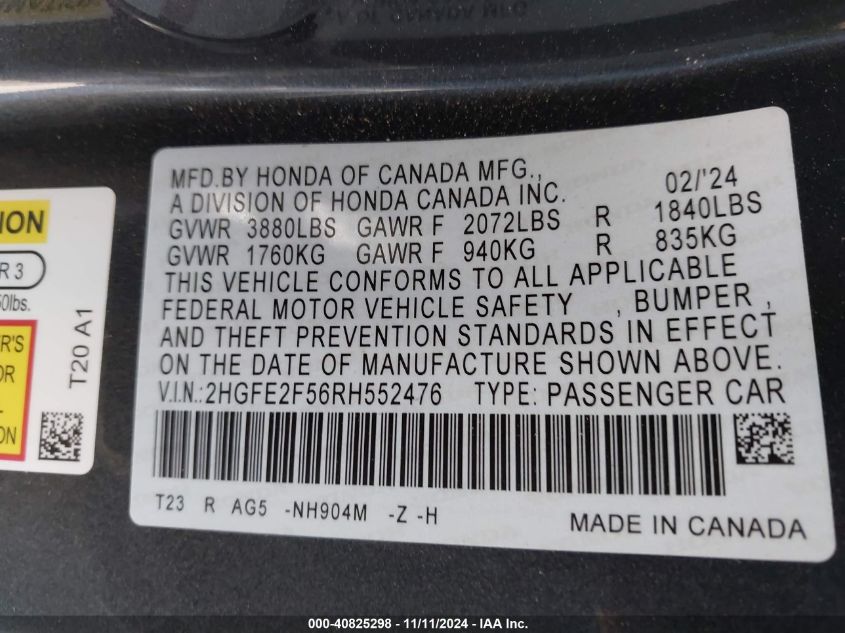 MFD.BY HONDA OF CANADA MFG., 02/'24
A DIVISION OF HONDA CANADA INC.
GVWR 3880LBS GAWR F 2072LBS R 1840LBS
GVWR 1760KG GAWR F 940KG R 835KG
THIS VEHICLE CONFORMS TO ALL APPLICABLE
FEDERAL MOTOR VEHICLE SAFETY , BUMPER ,
AND THEFT PREVENTION STANDARDS IN EFFECT
ON THE DATE OF MANUFACTURE SHOWN ABOVE.
V.I.N.:2HGFE2F56RH552476 TYPE: PASSENGER CAR
T23 R AG5 -NH904M -Z -H
MADE IN CANADA
R 3
T20 A1
000-40825298 - 11/11/2024 - IAA Inc.